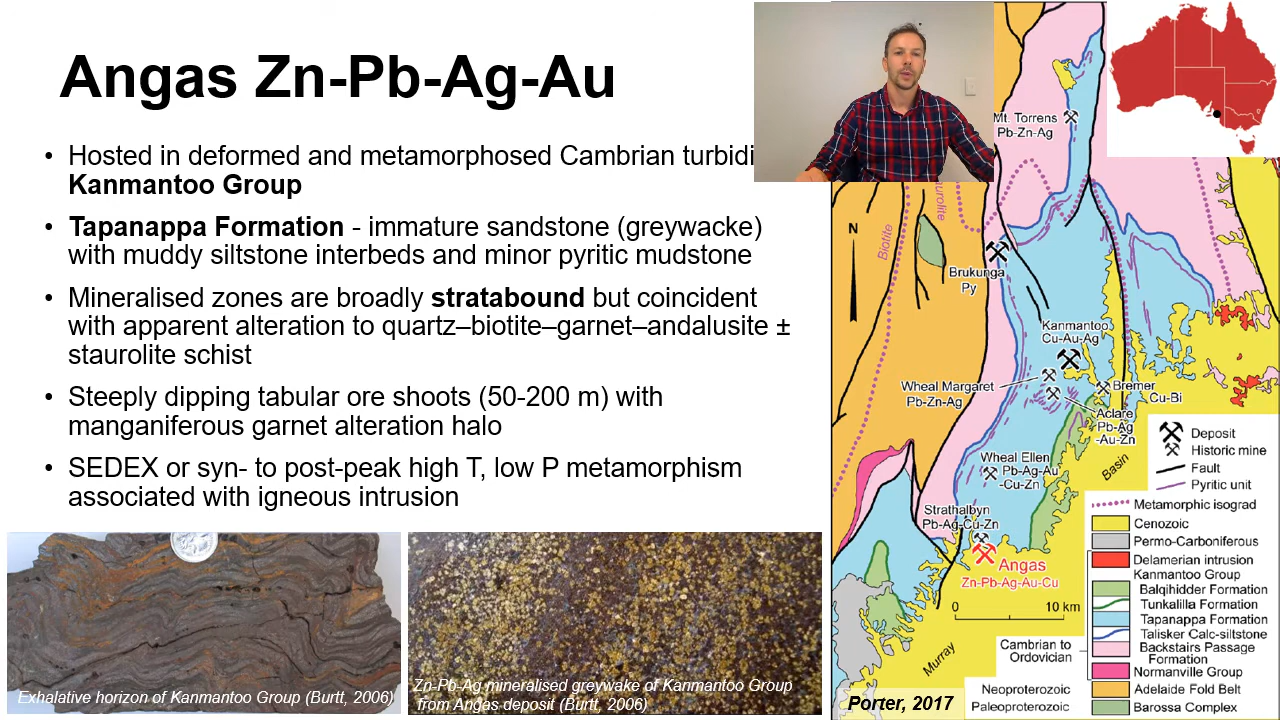 Angas Zn-Pb-Ag-Au
• Hosted in deformed and metamorphosed Cambrian turbidi
Kanmantoo Group
• Tapanappa Formation - immature sandstone (greywacke)
with muddy siltstone interbeds and minor pyritic mudstone
• Mineralised zones are broadly stratabound but coincident
with apparent alteration to quartz–biotite–garnet–andalusite ±
staurolite schist
• Steeply dipping tabular ore shoots (50-200 m) with
manganiferous garnet alteration halo
• SEDEX or syn- to post-peak high T, low P metamorphism
associated with igneous intrusion
Exhalative horizon of Kanmantoo Group (Burtt, 2006)
Zn-Pb-Ag mineralised greywake of Kanmantoo Group
from Angas deposit (Burtt, 2006)
Mt. Torrens
Pb-Zn-Ag
N
Biotite
urolite
Brukunga
Py
Kanmantoo
Cu-Au-Ag
Wheal Margaret
Pb-Zn-Ag
Bremer
Cu-Bi
Aclare
Pb-Ag
-Au-Zn
Wheal Ellen
Pb-Ag-Au
-Cu-Zn
Basin
Strathalbyn
Pb-Ag-Cu-Zn
Angas
Zn-Pb-Ag-Au-Cu
0 10 km
Murray
Porter, 2017
Deposit
Historic mine
Fault
Pyritic unit
Metamorphic isograd
Cenozoic
Permo-Carboniferous
Delamerian intrusion
Kanmantoo Group
Balqihidder Formation
Tunkalilla Formation
Tapanappa Formation
Talisker Calc-siltstone
Backstairs Passage
Formation
Normanville Group
Adelaide Fold Belt
Barossa Complex
Cambrian to
Ordovician
Neoproterozoic
Paleoproterozoic